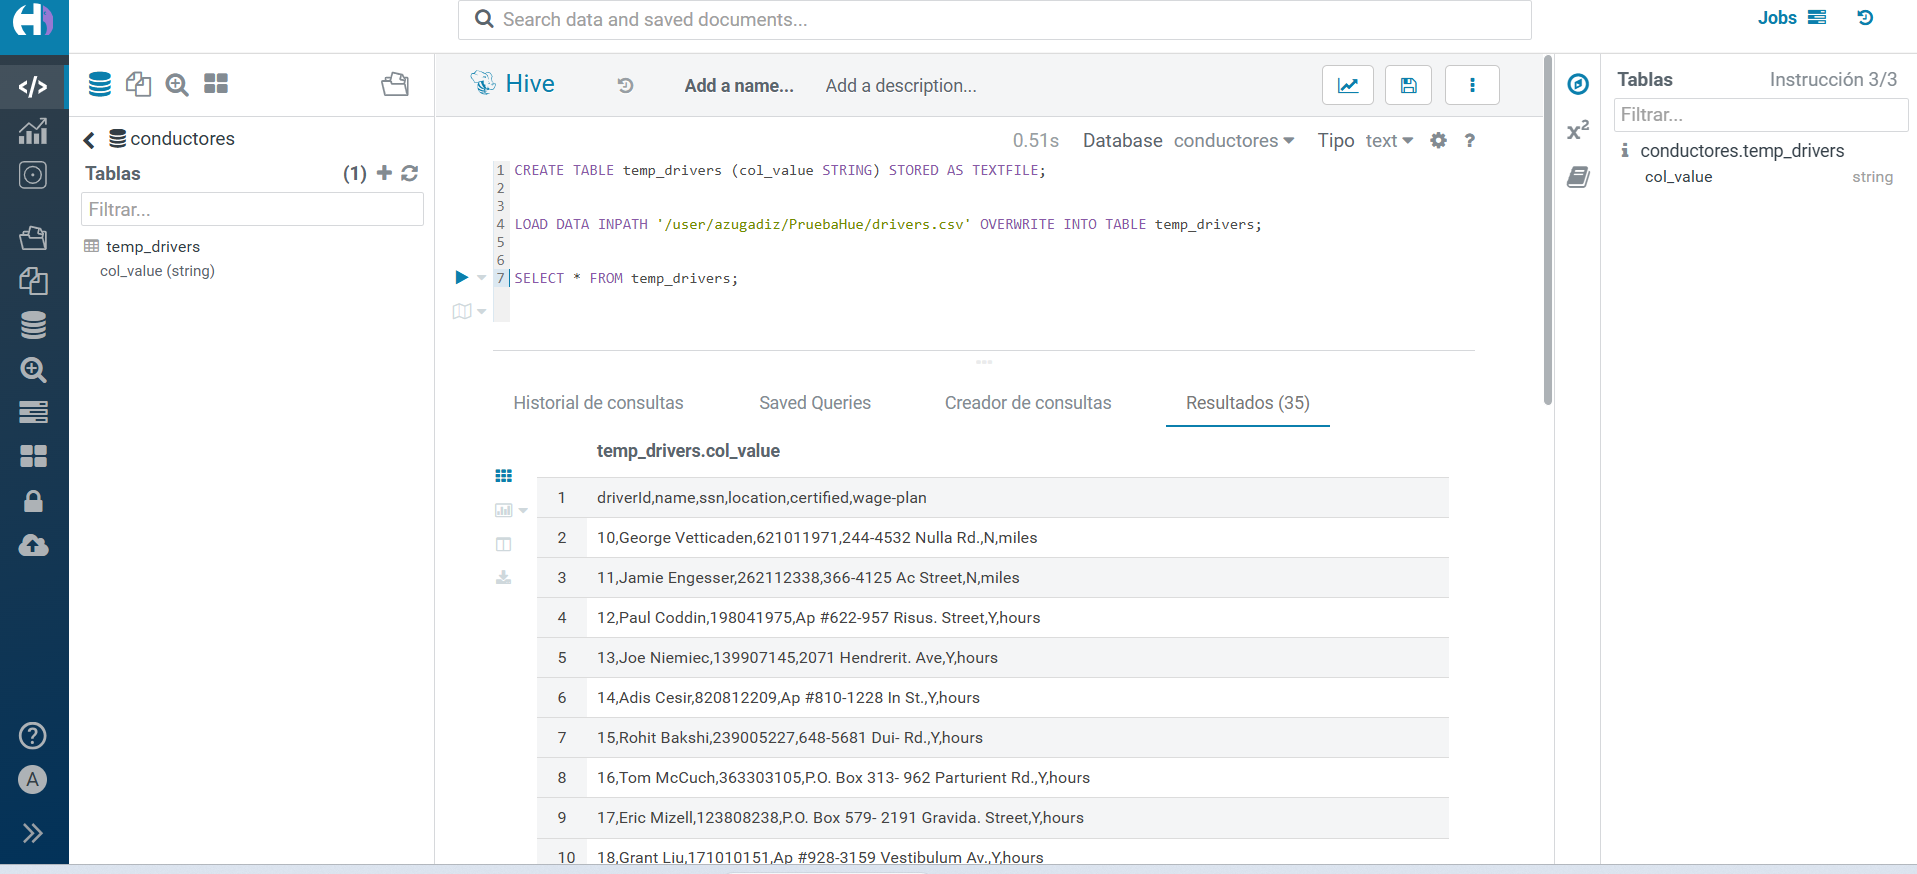 Search data and saved documents...
Jobs
Hive
Add a name...
Add a description...
conductores
Tablas (1)
Filtrar...
temp_drivers
col_value (string)
0.51s Database conductores Tipo text ?
1 CREATE TABLE temp_drivers (col_value STRING) STORED AS TEXTFILE;
2
3
4 LOAD DATA INPATH '/user/azugadiz/PruebaHue/drivers.csv' OVERWRITE INTO TABLE temp_drivers;
5
6
7 SELECT * FROM temp_drivers;
Historial de consultas
Saved Queries
Creador de consultas
Resultados (35)
temp_drivers.col_value
1 driverId,name,ssn,location,certified,wage-plan
2 10,George Vetticaden,621011971,244-4532 Nulla Rd.,N,miles
3 11,Jamie Engesser,262112338,366-4125 Ac Street,N,miles
4 12,Paul Coddin,198041975,Ap #622-957 Risus. Street,Y,hours
5 13,Joe Niemiec,139907145,2071 Hendrerit. Ave,Y,hours
6 14,Adis Cesir,820812209,Ap #810-1228 In St.,Y,hours
7 15,Rohit Bakshi,239005227,648-5681 Dui- Rd.,Y,hours
8 16,Tom McCuch,363303105,P.O. Box 313- 962 Parturient Rd.,Y,hours
9 17,Eric Mizell,123808238,P.O. Box 579- 2191 Gravida. Street,Y,hours
10 18,Grant Liu,171010151,Ap #928-3159 Vestibulum Av.,Y,hours
Tablas Instrucción 3/3
Filtrar...
conductores.temp_drivers
col_value string
x²
?
A